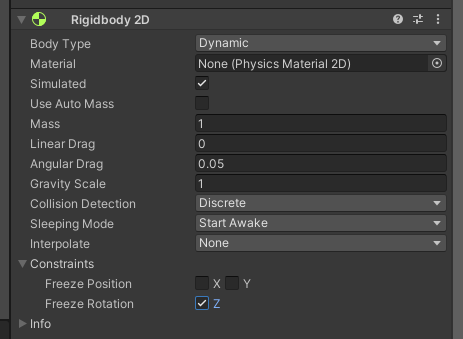 Rigidbody 2D
Body Type Dynamic
Material None (Physics Material 2D)
Simulated
Use Auto Mass
Mass 1
Linear Drag 0
Angular Drag 0.05
Gravity Scale 1
Collision Detection Discrete
Sleeping Mode Start Awake
Interpolate None
Constraints
Freeze Position X Y
Freeze Rotation Z
Info